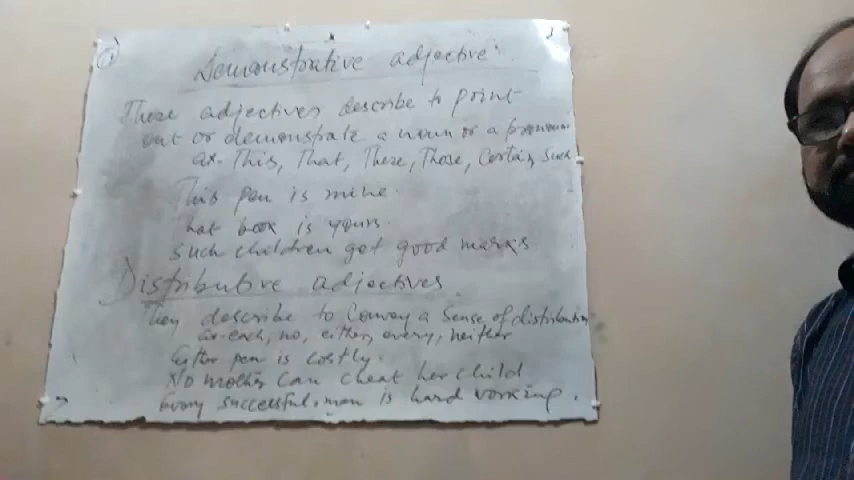 Demonstrative adjective
These adjectives describe to point
out or demonstrate a noun or a pronoun
ex- This, That, These, Those, Certain, Such
This pen is mine.
That book is yours.
Such children get good marks
Distributive adjectives
They describe to Convey a Sense of distribution
ex-each, no, either, every, neither
Either pen is costly.
No mother Can cheat her child
Every successful man is hard working.